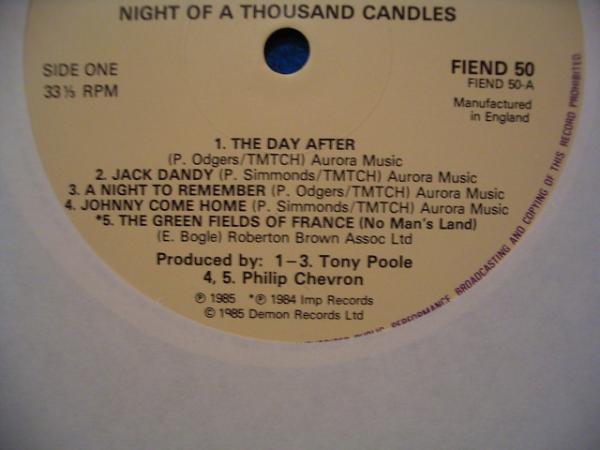 NIGHT OF A THOUSAND CANDLES
SIDE ONE
33⅓ RPM
FIEND 50
FIEND 50-A
Manufactured
in England
1. THE DAY AFTER
(P. Odgers/TMTCH) Aurora Music
2. JACK DANDY (P. Simmonds/TMTCH) Aurora Music
3. A NIGHT TO REMEMBER (P. Odgers/TMTCH) Aurora Music
4. JOHNNY COME HOME (P. Simmonds/TMTCH) Aurora Music
*5. THE GREEN FIELDS OF FRANCE (No Man's Land)
(E. Bogle) Roberton Brown Assoc Ltd
Produced by: 1–3. Tony Poole
4, 5. Philip Chevron
℗ 1985 *℗ 1984 Imp Records
© 1985 Demon Records Ltd
PUBLIC PERFORMANCE BROADCASTING AND COPYING OF THIS RECORD PROHIBITED